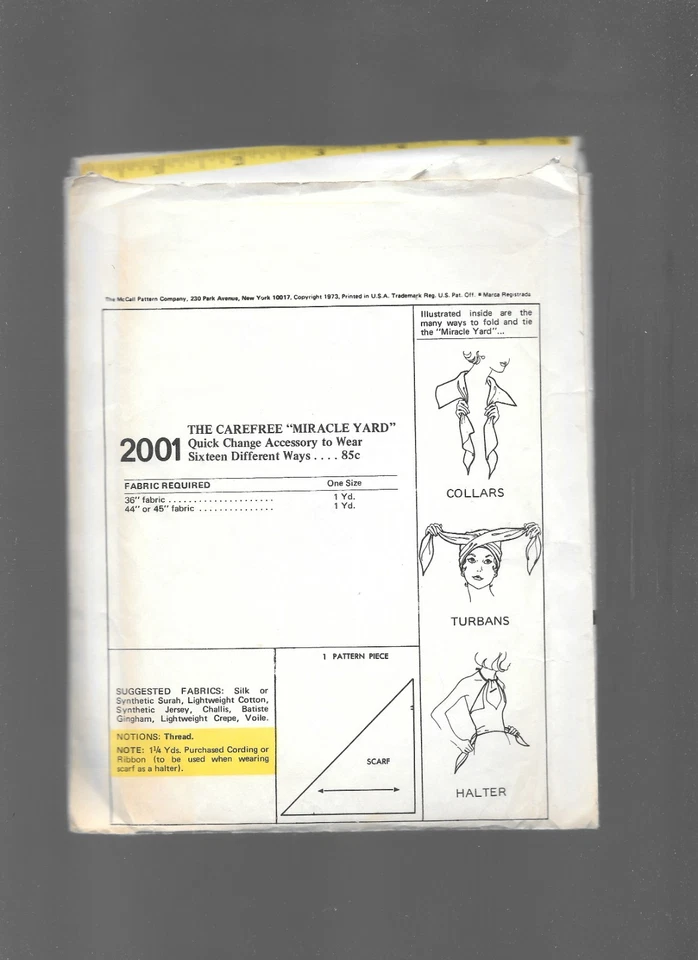 The McCall Pattern Company, 230 Park Avenue, New York 10017, Copyright 1973, Printed in U.S.A. Trademark Reg. U.S. Pat. Off. ® Marca Registrada
Illustrated inside are the
many ways to fold and tie
the "Miracle Yard"...
COLLARS
TURBANS
HALTER
2001
THE CAREFREE "MIRACLE YARD"
Quick Change Accessory to Wear
Sixteen Different Ways .... 85c
FABRIC REQUIRED One Size
36" fabric ..................... 1 Yd.
44" or 45" fabric ............... 1 Yd.
SUGGESTED FABRICS: Silk or
Synthetic Surah, Lightweight Cotton,
Synthetic Jersey, Challis, Batiste
Gingham, Lightweight Crepe, Voile.
NOTIONS: Thread.
NOTE: 1¼ Yds. Purchased Cording or
Ribbon (to be used when wearing
scarf as a halter).
1 PATTERN PIECE
SCARF